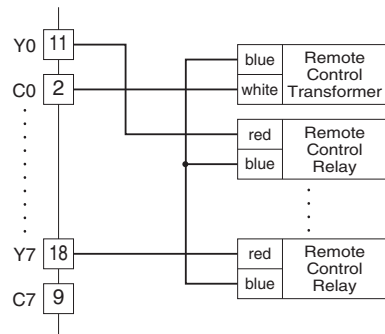 Y0 11
C0 2
Y7 18
C7 9
blue
white
Remote
Control
Transformer
red
blue
Remote
Control
Relay
red
blue
Remote
Control
Relay